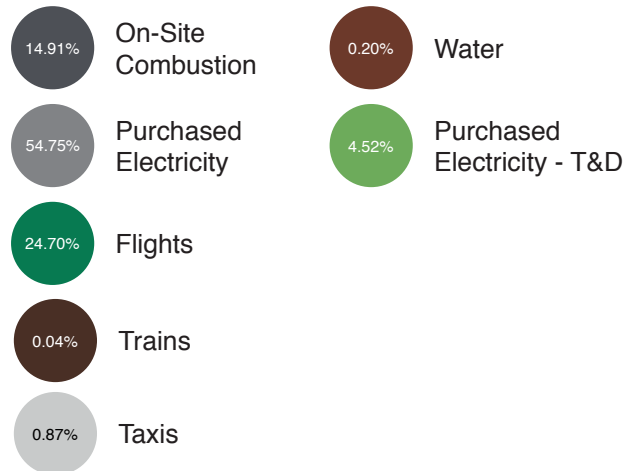 14.91%
On-Site
Combustion
54.75%
Purchased
Electricity
24.70%
Flights
0.04%
Trains
0.87%
Taxis
0.20%
Water
4.52%
Purchased
Electricity - T&D